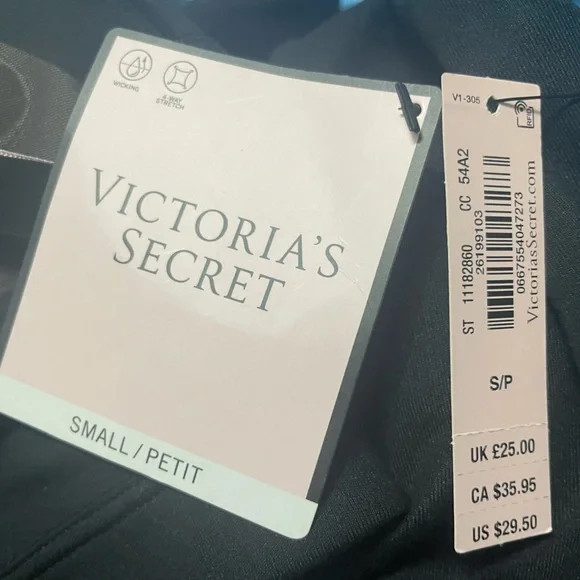 WICKING
4-WAY
STRETCH
VICTORIA'S
SECRET
SMALL / PETIT
V1-305
RFID
ST 11182860 CC 54A2
26199103
0667554047273
VictoriasSecret.com
S/P
UK £25.00
CA $35.95
US $29.50